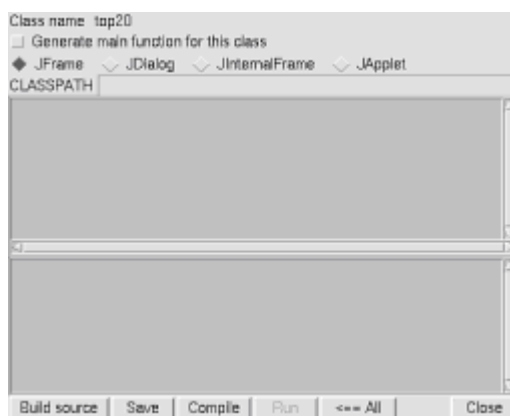 Class name top20
Generate main function for this class
JFrame JDialog JInternalFrame JApplet
CLASSPATH
Build source Save Compile Run <== All Close